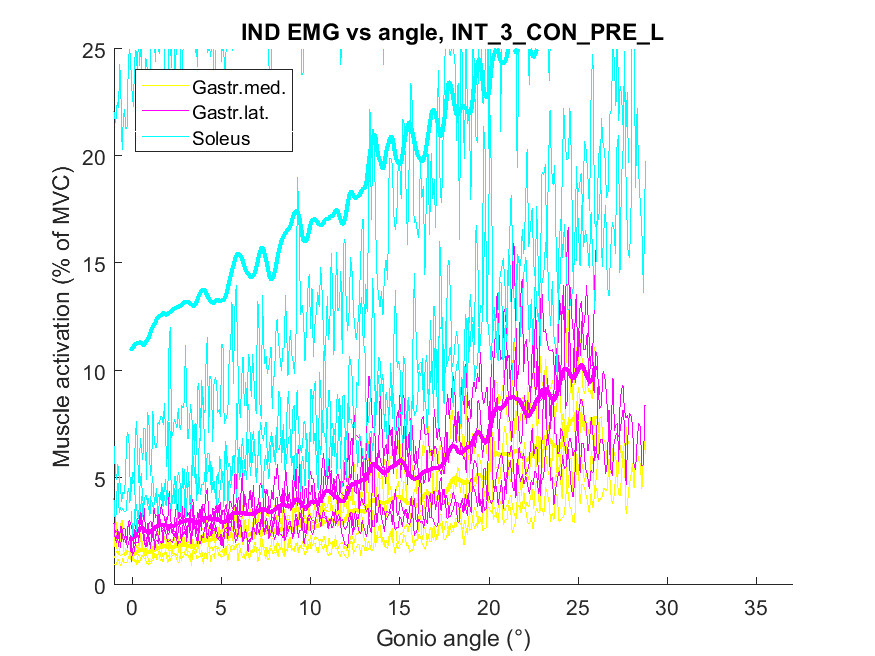 IND EMG vs angle, INT_3_CON_PRE_L
25
Gastr.med.
Gastr.lat.
Soleus
20
15
10
5
0
Muscle activation (% of MVC)
0 5 10 15 20 25 30 35
Gonio angle (°)